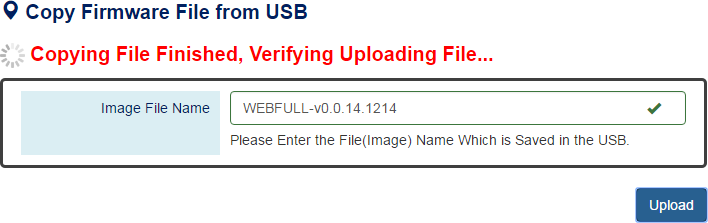 Copy Firmware File from USB
Copying File Finished, Verifying Uploading File...
Image File Name
WEBFULL-v0.0.14.1214
Please Enter the File(Image) Name Which is Saved in the USB.
Upload